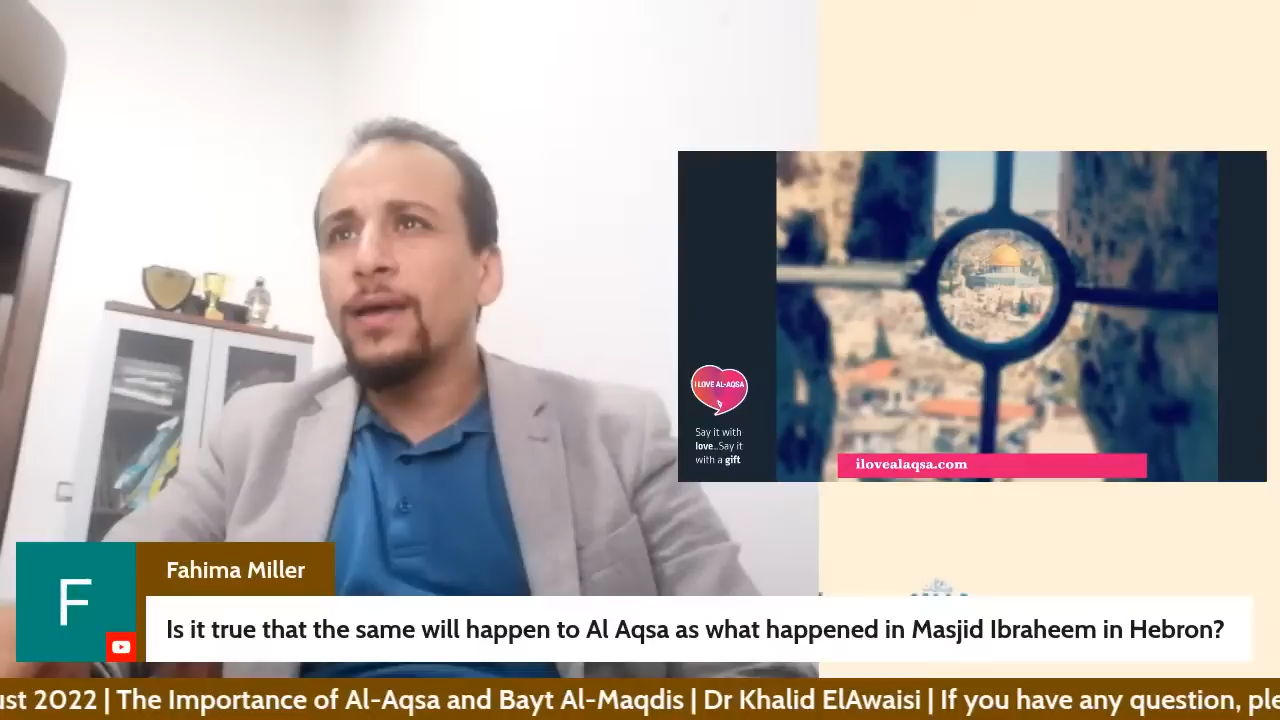 I LOVE AL-AQSA
Say it with
love..Say it
with a gift
ilovealaqsa.com
F
Fahima Miller
Is it true that the same will happen to Al Aqsa as what happened in Masjid Ibraheem in Hebron?
ust 2022 | The Importance of Al-Aqsa and Bayt Al-Maqdis | Dr Khalid ElAwaisi | If you have any question, ple